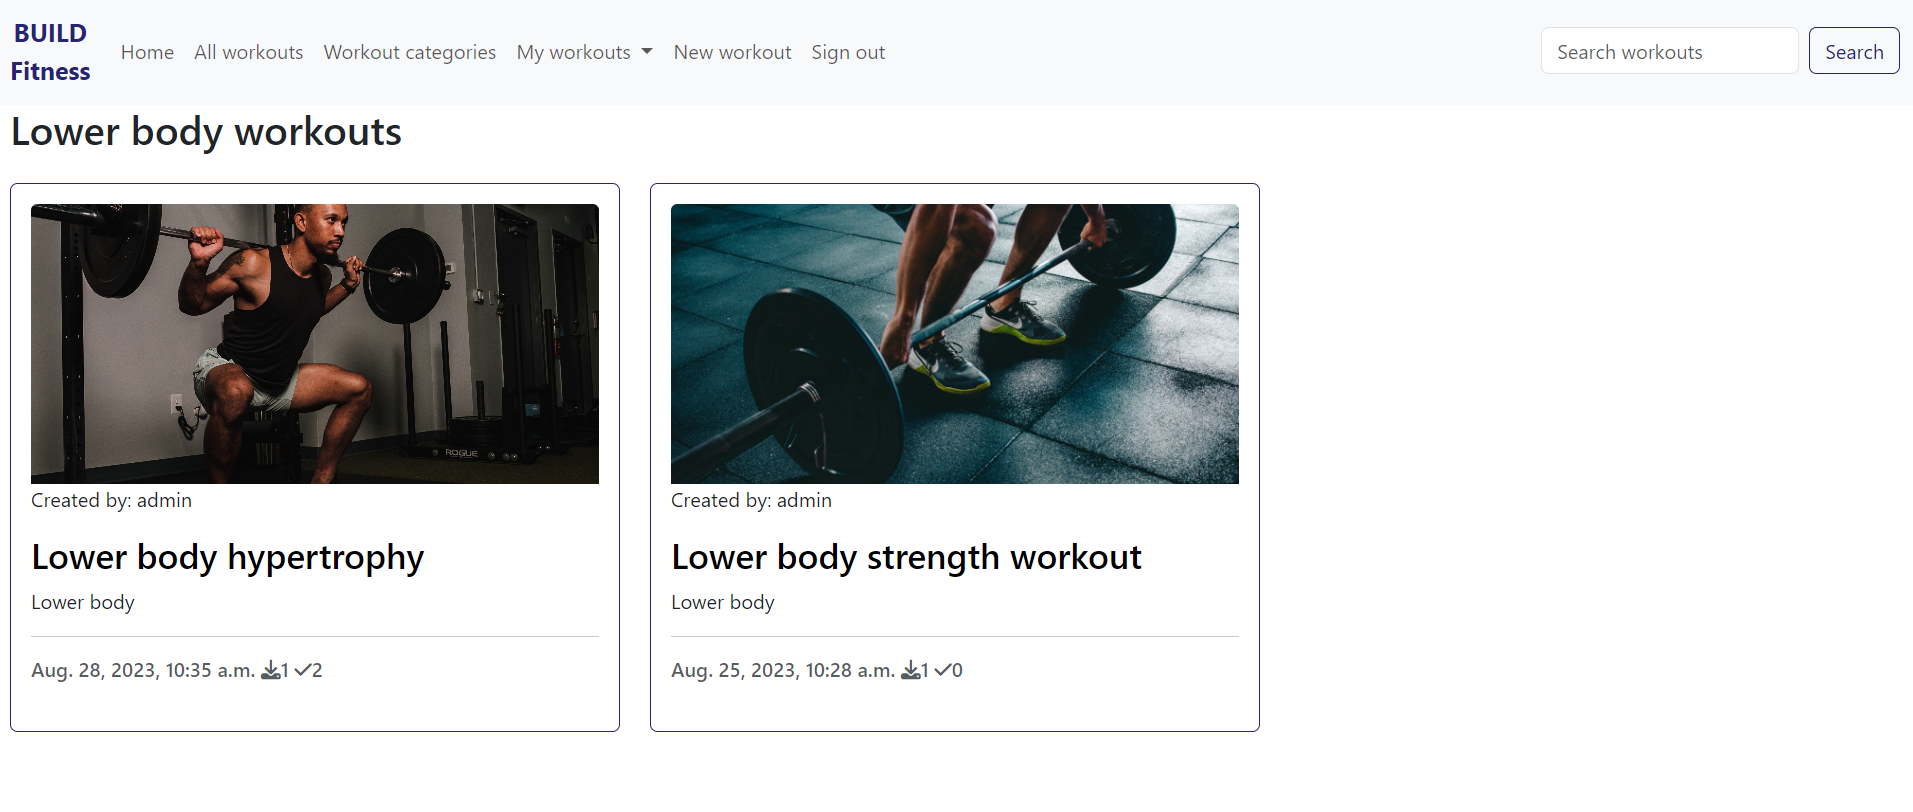 BUILD
Fitness
Home All workouts Workout categories My workouts New workout Sign out
Search workouts Search
Lower body workouts
ROGUE
Created by: admin
Lower body hypertrophy
Lower body
Aug. 28, 2023, 10:35 a.m. 1 2
Created by: admin
Lower body strength workout
Lower body
Aug. 25, 2023, 10:28 a.m. 1 0